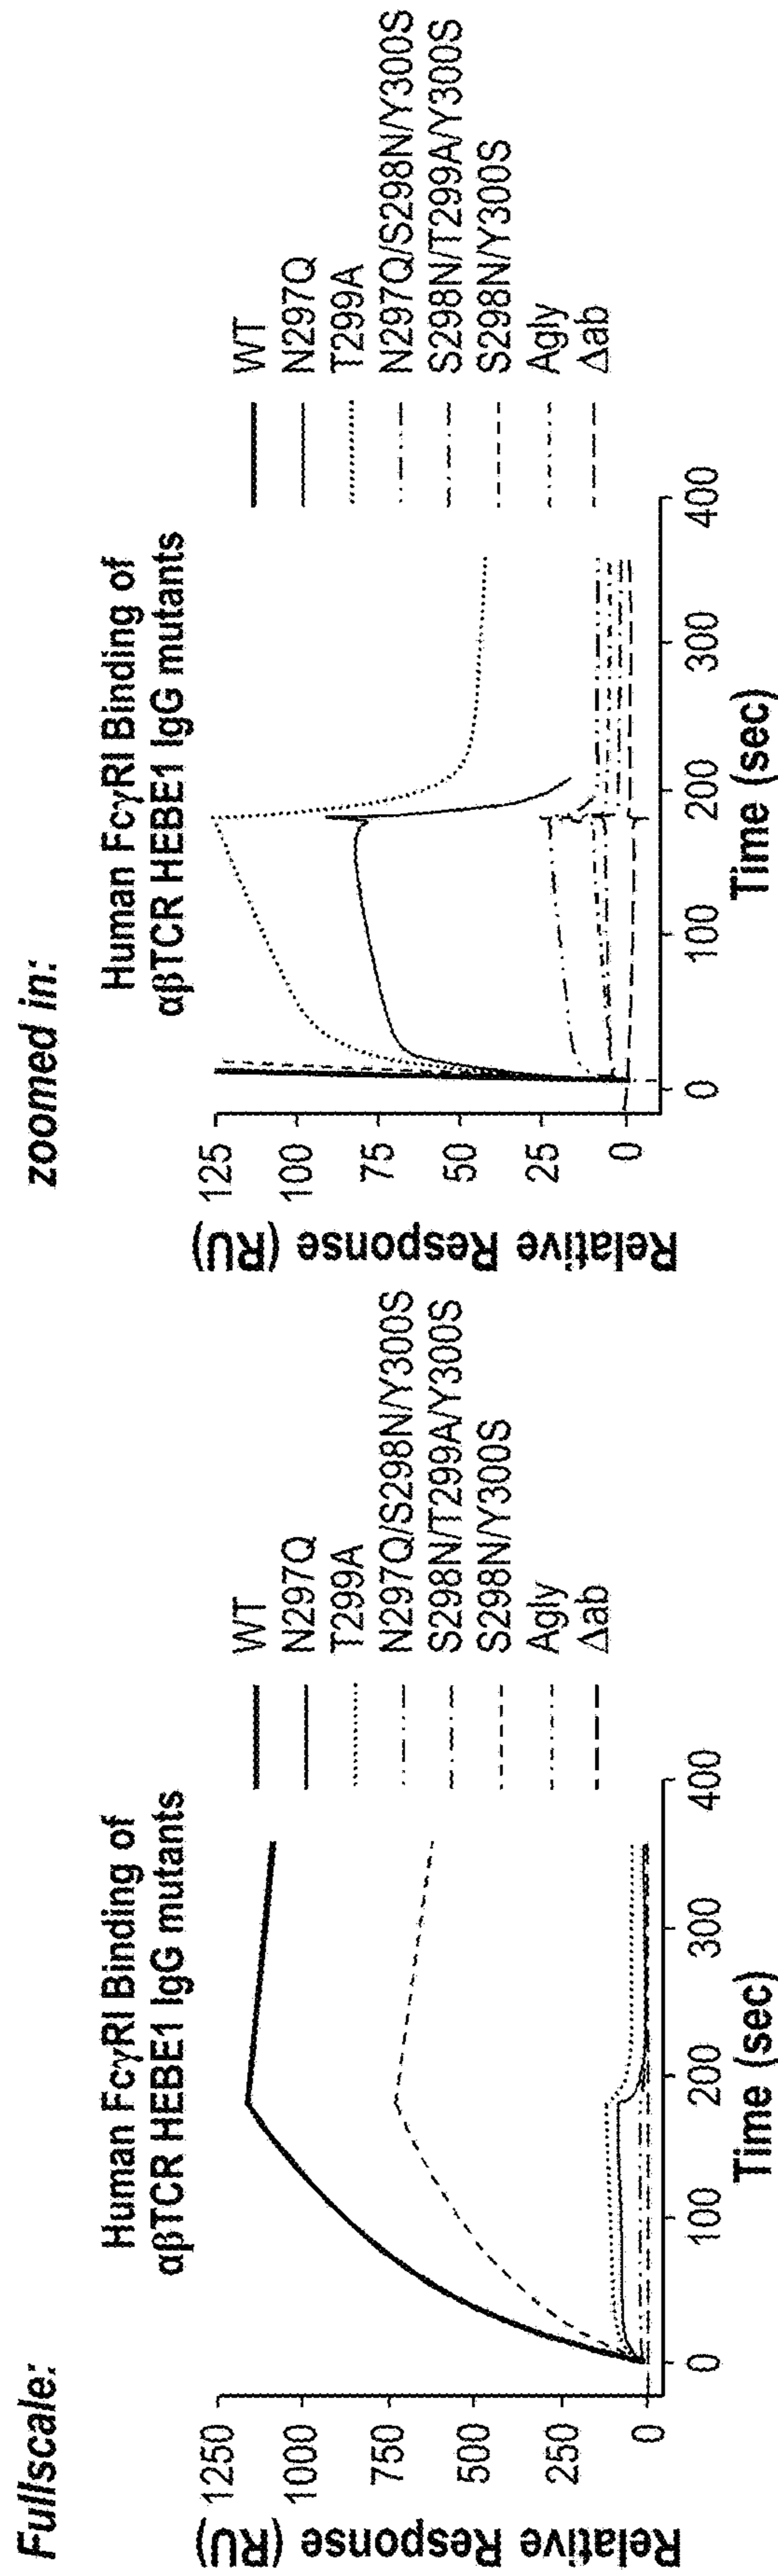 Fullscale:
Human FcγRI Binding of
αβTCR HEBE1 IgG mutants
Relative Response (RU)
1250
1000
750
500
250
0
0
100
200
300
400
Time (sec)
WT
N297Q
T299A
N297Q/S298N/Y300S
S298N/T299A/Y300S
S298N/Y300S
Agly
Δab
zoomed in:
Human FcγRI Binding of
αβTCR HEBE1 IgG mutants
Relative Response (RU)
125
100
75
50
25
0
0
100
200
300
400
Time (sec)
WT
N297Q
T299A
N297Q/S298N/Y300S
S298N/T299A/Y300S
S298N/Y300S
Agly
Δab